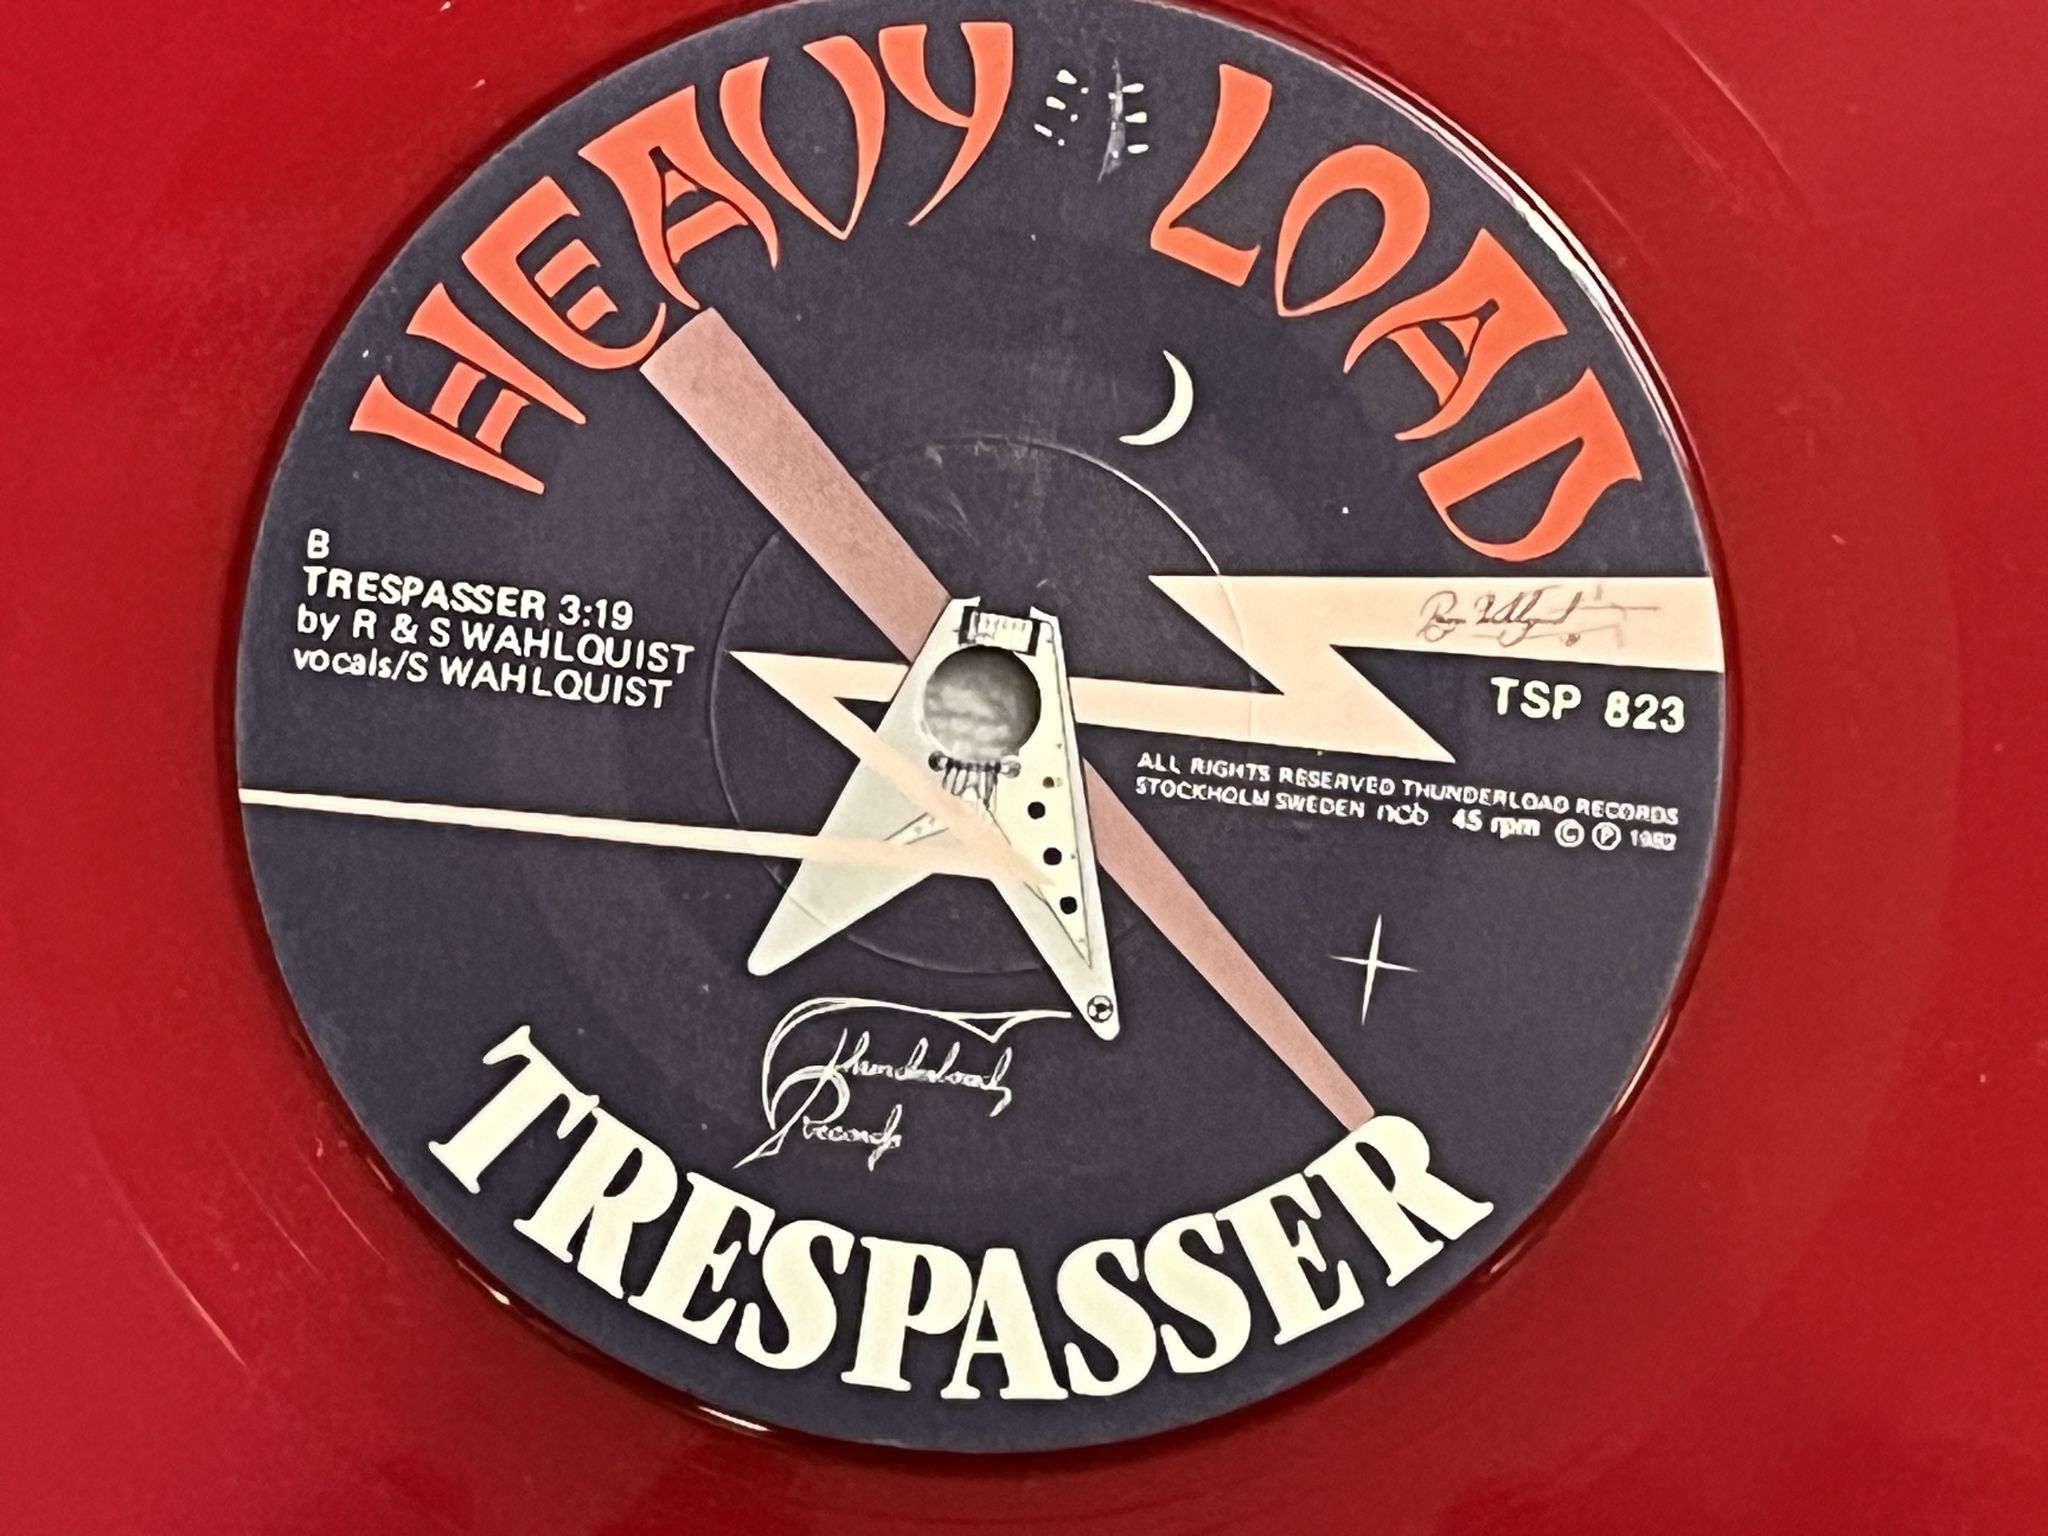 HEAVY LOAD
B
TRESPASSER 3:19
by R & S WAHLQUIST
vocals/S WAHLQUIST
TSP 823
ALL RIGHTS RESERVED THUNDERLOAD RECORDS
STOCKHOLM SWEDEN ncb 45 rpm © ℗ 1982
Thunderload
Records
TRESPASSER